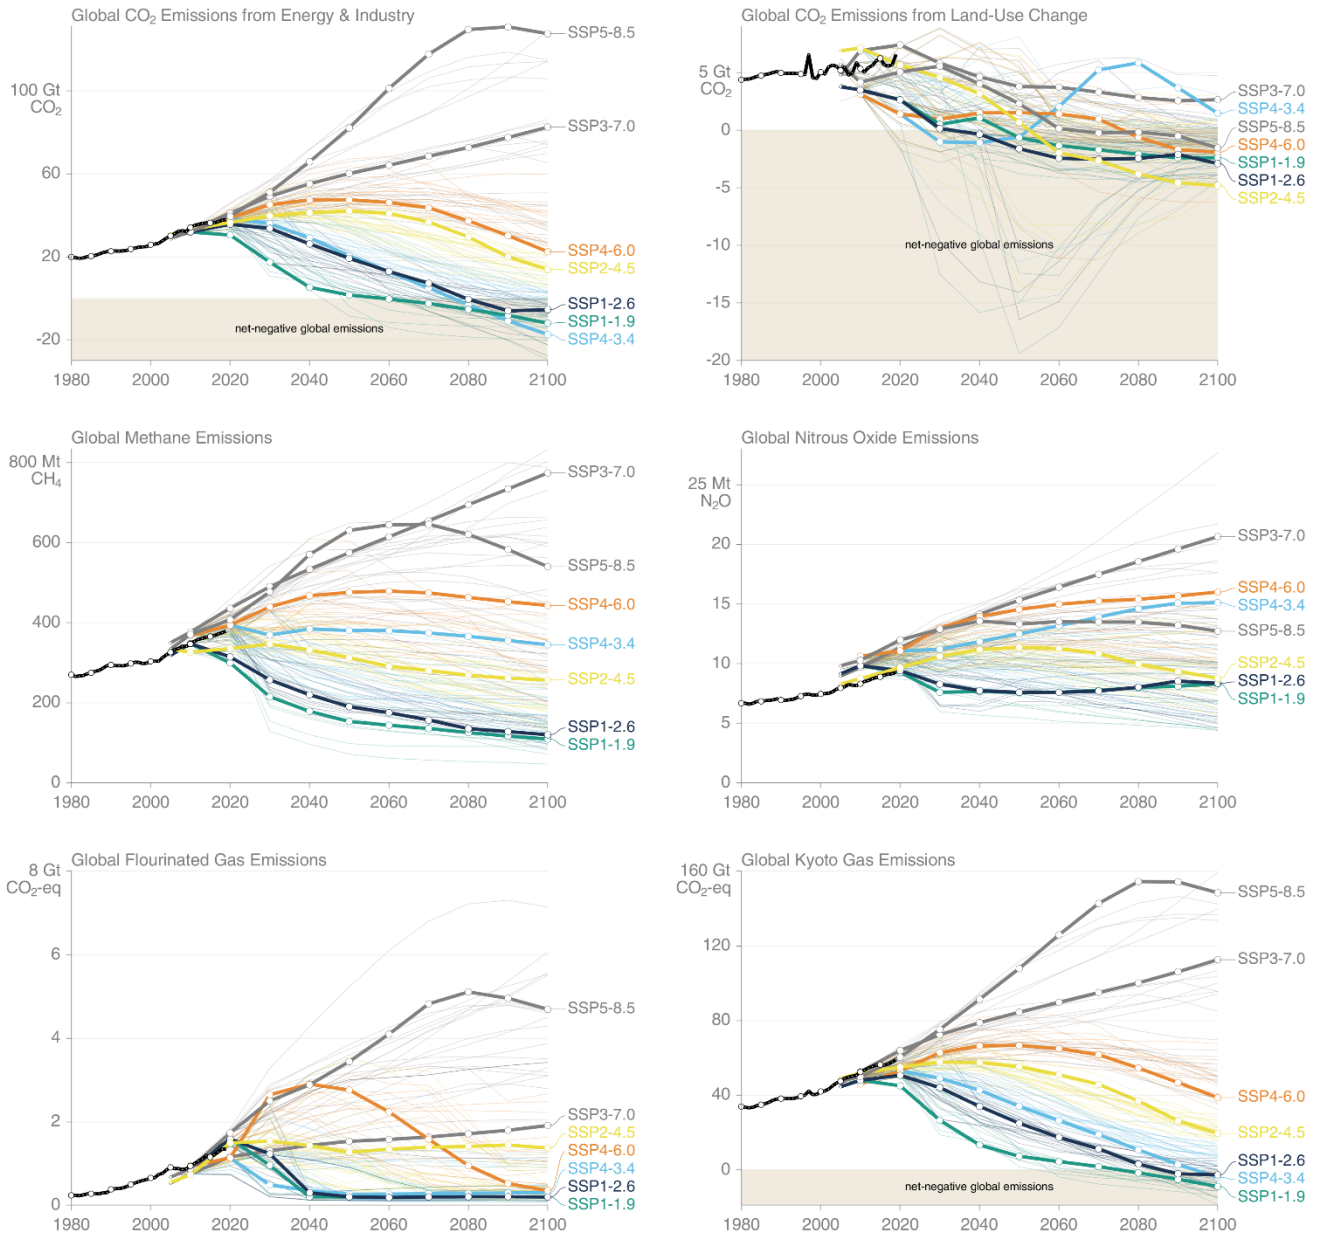 Global CO₂ Emissions from Energy & Industry
100 Gt
CO₂
60
20
-20
net-negative global emissions
SSP5-8.5
SSP3-7.0
SSP4-6.0
SSP2-4.5
SSP1-2.6
SSP1-1.9
SSP4-3.4
1980 2000 2020 2040 2060 2080 2100
Global CO₂ Emissions from Land-Use Change
5 Gt
CO₂
0
-5
-10
-15
-20
net-negative global emissions
SSP3-7.0
SSP4-3.4
SSP5-8.5
SSP4-6.0
SSP1-1.9
SSP1-2.6
SSP2-4.5
1980 2000 2020 2040 2060 2080 2100
Global Methane Emissions
800 Mt
CH₄
600
400
200
0
SSP3-7.0
SSP5-8.5
SSP4-6.0
SSP4-3.4
SSP2-4.5
SSP1-2.6
SSP1-1.9
1980 2000 2020 2040 2060 2080 2100
Global Nitrous Oxide Emissions
25 Mt
N₂O
20
15
10
5
0
SSP3-7.0
SSP4-6.0
SSP4-3.4
SSP5-8.5
SSP2-4.5
SSP1-2.6
SSP1-1.9
1980 2000 2020 2040 2060 2080 2100
Global Flourinated Gas Emissions
8 Gt
CO₂-eq
6
4
2
0
SSP5-8.5
SSP3-7.0
SSP2-4.5
SSP4-6.0
SSP4-3.4
SSP1-2.6
SSP1-1.9
1980 2000 2020 2040 2060 2080 2100
Global Kyoto Gas Emissions
160 Gt
CO₂-eq
120
80
40
0
net-negative global emissions
SSP5-8.5
SSP3-7.0
SSP4-6.0
SSP2-4.5
SSP1-2.6
SSP4-3.4
SSP1-1.9
1980 2000 2020 2040 2060 2080 2100